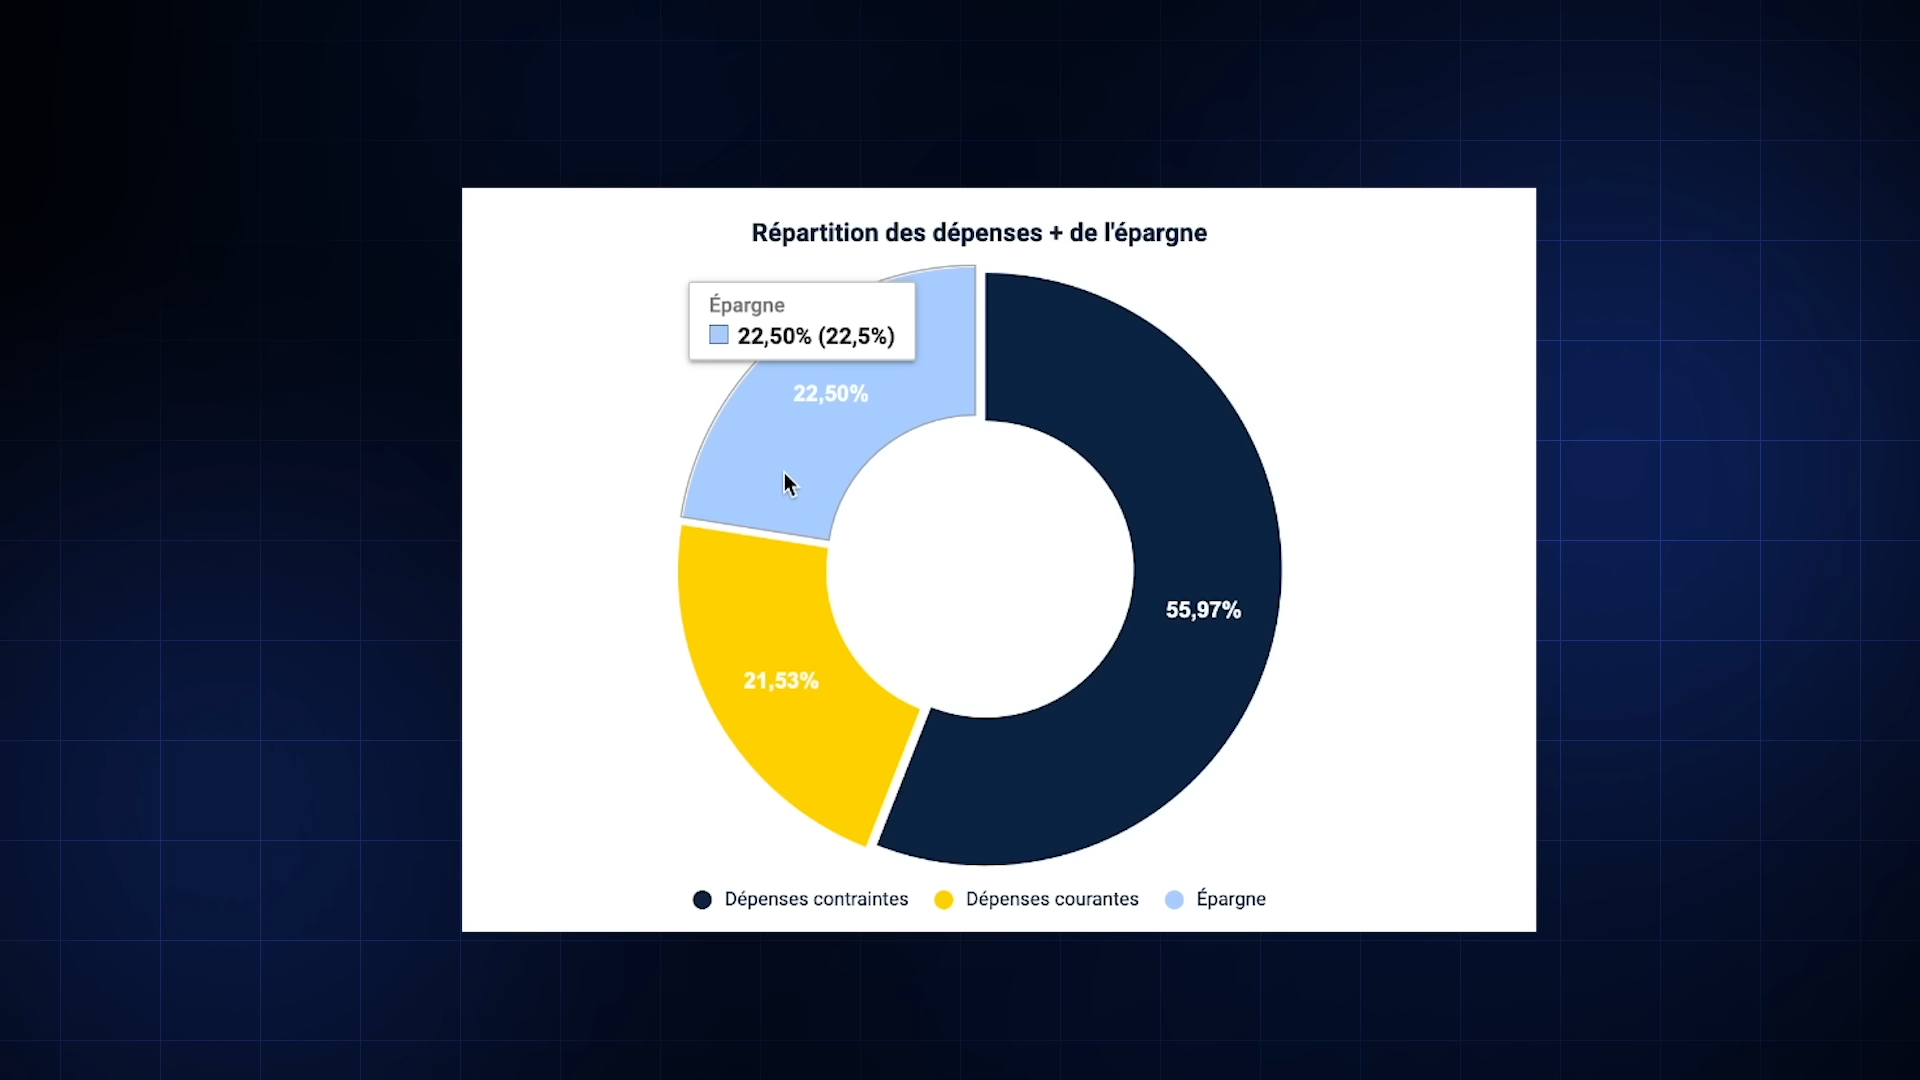 Répartition des dépenses + de l'épargne
Épargne
22,50% (22,5%)
22,50%
55,97%
21,53%
Dépenses contraintes
Dépenses courantes
Épargne